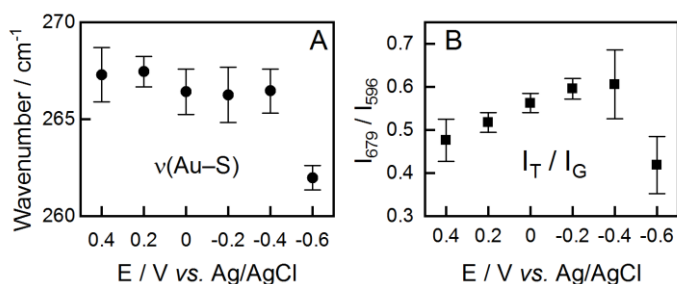 270
265
260
Wavenumber / cm⁻¹
A
ν(Au–S)
0.4 0.2 0 -0.2 -0.4 -0.6
E / V vs. Ag/AgCl
0.7
0.6
0.5
0.4
0.3
I₆₇₉ / I₅₉₆
B
I_T / I_G
0.4 0.2 0 -0.2 -0.4 -0.6
E / V vs. Ag/AgCl